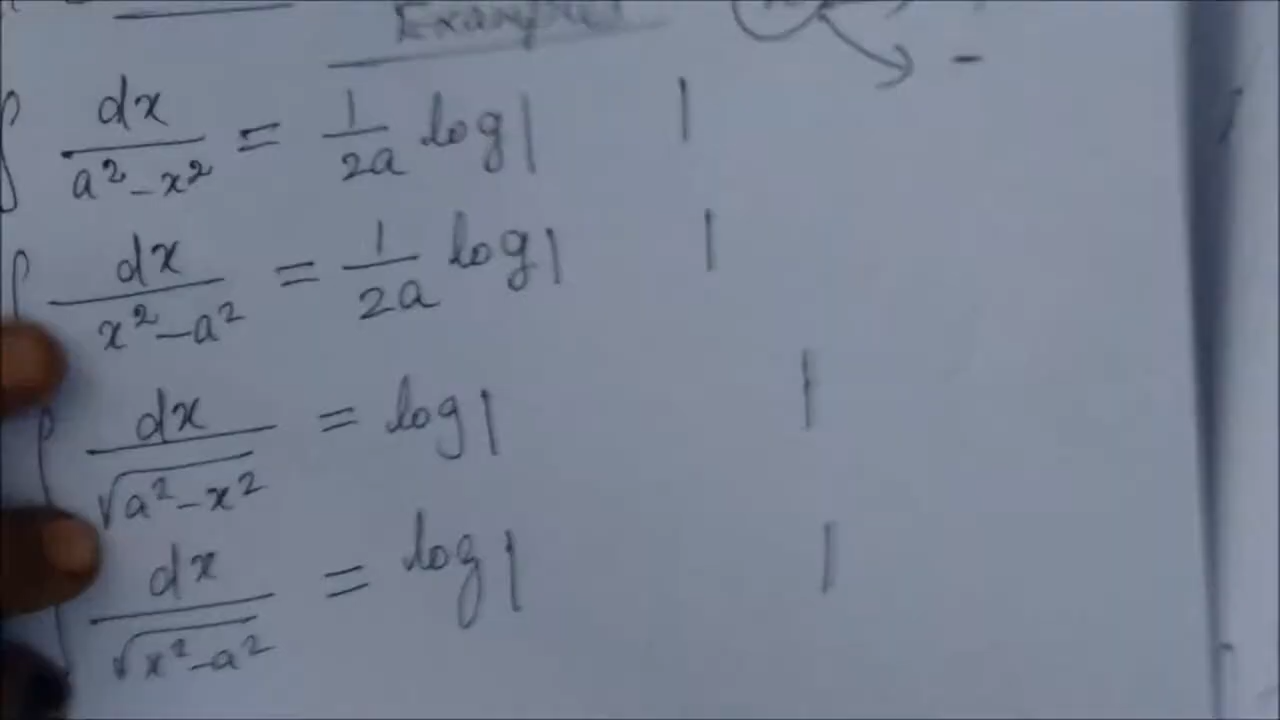 Examples
∫ dx / a² - x² = 1/2a log |      |
∫ dx / x² - a² = 1/2a log |      |
∫ dx / √a² - x² = log |      |
∫ dx / √x² - a² = log |      |